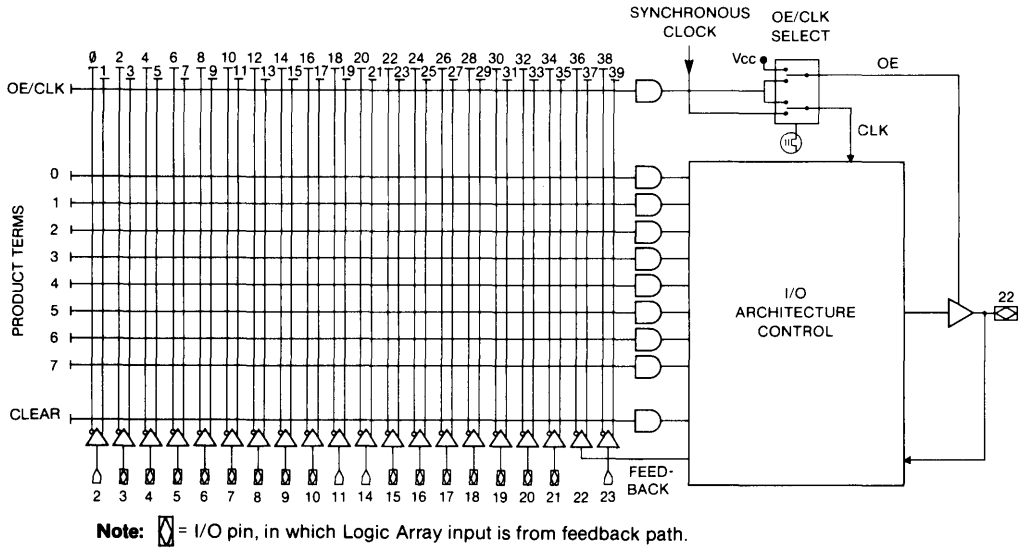 SYNCHRONOUS
CLOCK
OE/CLK
SELECT
Ø 2 4 6 8 10 12 14 16 18 20 22 24 26 28 30 32 34 36 38
1 3 5 7 9 11 13 15 17 19 21 23 25 27 29 31 33 35 37 39
Vcc
OE
OE/CLK
CLK
PRODUCT TERMS
0
1
2
3
4
5
6
7
I/O
ARCHITECTURE
CONTROL
22
CLEAR
FEED-
BACK
2 3 4 5 6 7 8 9 10 11 14 15 16 17 18 19 20 21 22 23
Note: = I/O pin, in which Logic Array input is from feedback path.